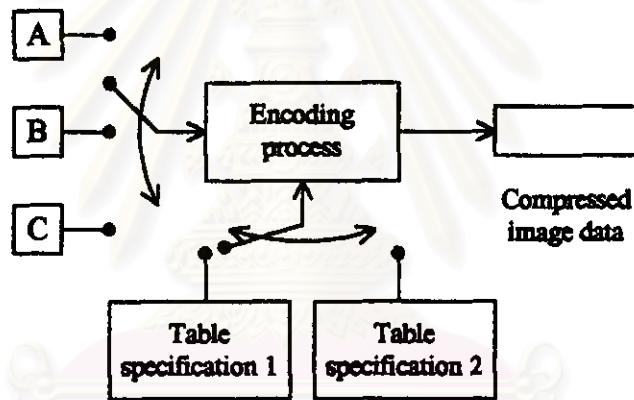 A
B
C
Encoding
process
Compressed
image data
Table
specification 1
Table
specification 2